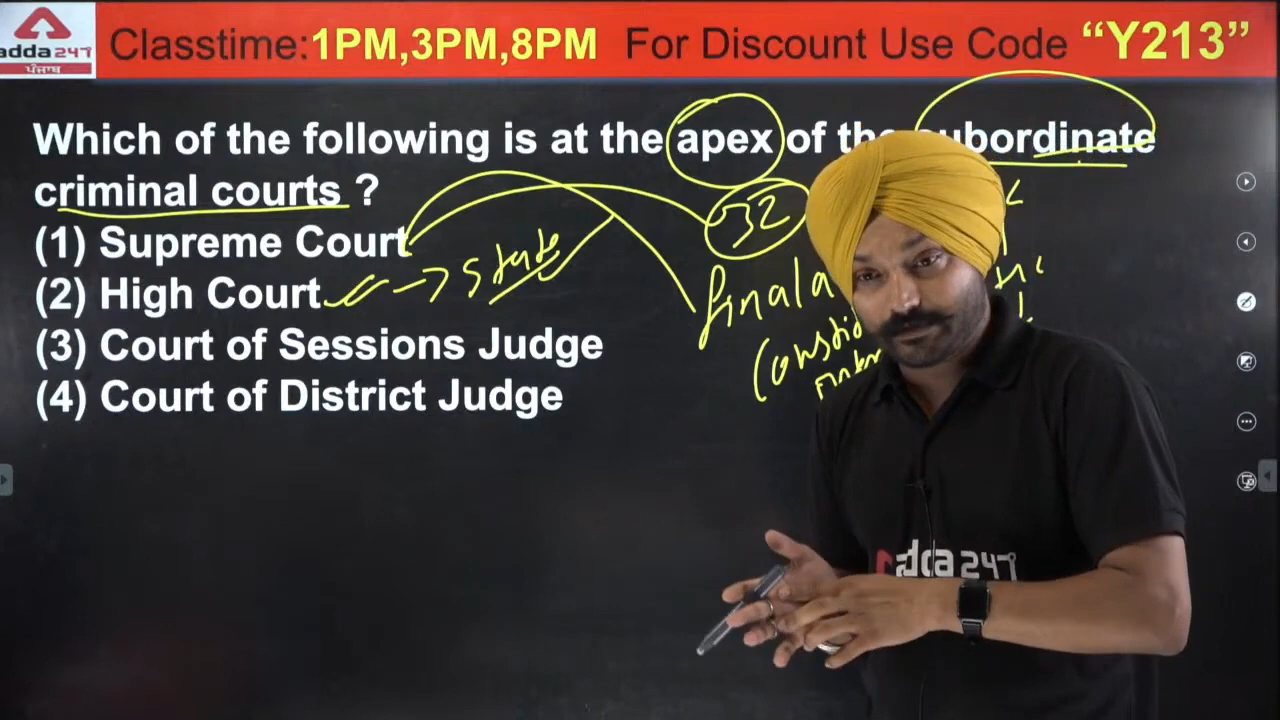 adda247
ਪੰਜਾਬ
Classtime:1PM,3PM,8PM For Discount Use Code “Y213”
Which of the following is at the apex of the subordinate
criminal courts ?
(1) Supreme Court
(2) High Court → State
(3) Court of Sessions Judge
(4) Court of District Judge
32
final
adda247